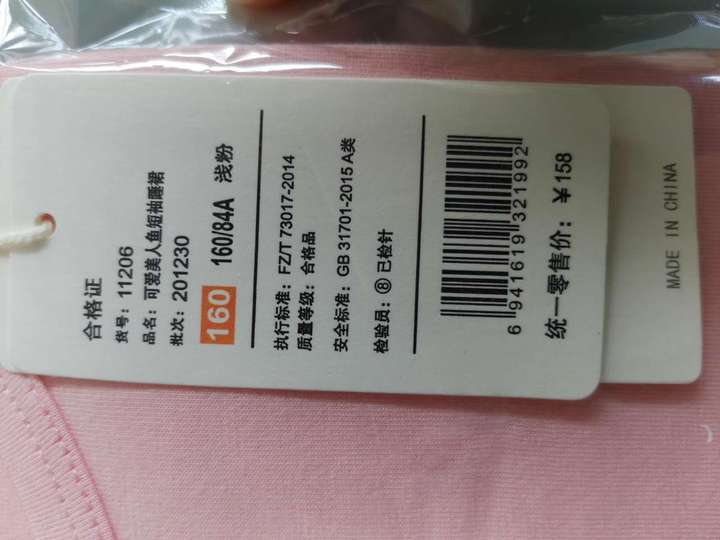 合格证
货号：11206
品名：可爱美人鱼短袖睡裙
批次：201230
160 160/84A 浅粉
执行标准：FZ/T 73017-2014
质量等级：合格品
安全标准：GB 31701-2015 A类
检验员：⑧ 已检针
6 941619 321992
统一零售价：￥158
MADE IN CHINA